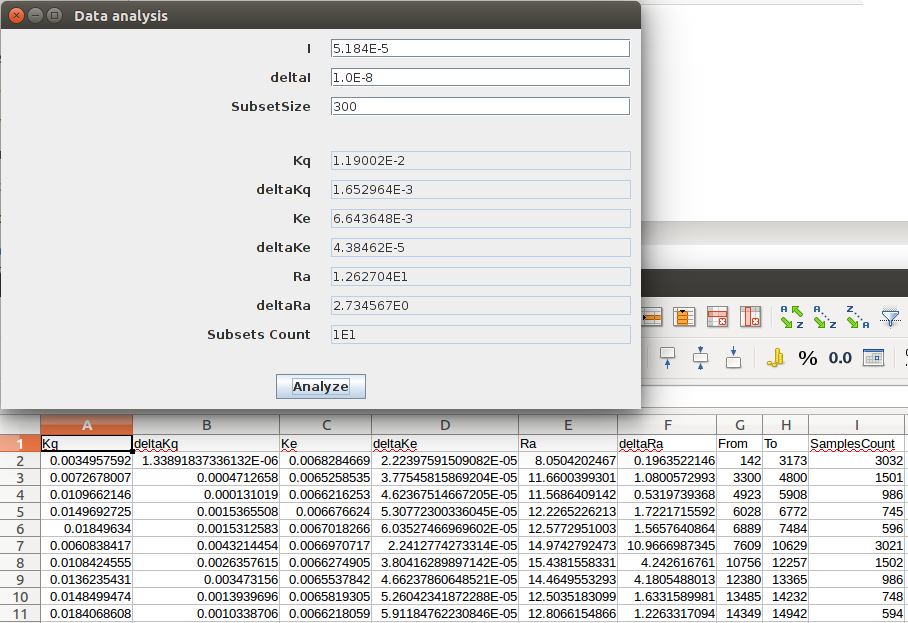 Data analysis
I 5.184E-5
deltaI 1.0E-8
SubsetSize 300
Kq 1.19002E-2
deltaKq 1.652964E-3
Ke 6.643648E-3
deltaKe 4.38462E-5
Ra 1.262704E1
deltaRa 2.734567E0
Subsets Count 1E1
Analyze
% 0.0
A B C D E F G H I
1 Kq deltaKq Ke deltaKe Ra deltaRa From To SamplesCount
2 0.0034957592 1.33891837336132E-06 0.0068284669 2.22397591509082E-05 8.0504202467 0.1963522146 142 3173 3032
3 0.0072678007 0.0004712658 0.0065258535 3.77545815869204E-05 11.6600399301 1.0800572993 3300 4800 1501
4 0.0109662146 0.000131019 0.0066216253 4.62367514667205E-05 11.5686409142 0.5319739368 4923 5908 986
5 0.0149692725 0.0015365508 0.006676624 5.30772300336045E-05 12.2265226213 1.7221715592 6028 6772 745
6 0.01849634 0.0015312583 0.0067018266 6.03527466969602E-05 12.5772951003 1.5657640864 6889 7484 596
7 0.0060838417 0.0043214454 0.0066970717 2.2412774273314E-05 14.9742792473 10.9669987345 7609 10629 3021
8 0.0108424555 0.0026357615 0.0066274905 3.80416289897142E-05 15.4381558331 4.242616761 10756 12257 1502
9 0.0136235431 0.003473156 0.0065537842 4.66237860648521E-05 14.4649553293 4.1805488013 12380 13365 986
10 0.0148499474 0.0013939696 0.0065819305 5.26042341872288E-05 12.5035183099 1.6331589981 13485 14232 748
11 0.0184068608 0.0010338706 0.0066218059 5.91184762230846E-05 12.8066154866 1.2263317094 14349 14942 594